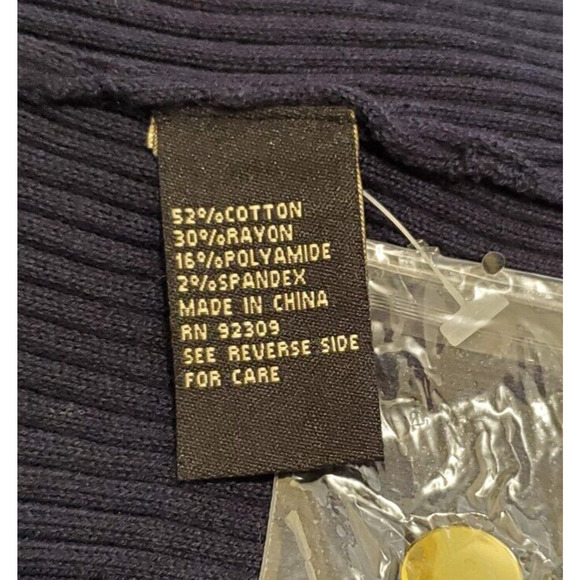 52%COTTON
30%RAYON
16%POLYAMIDE
2%SPANDEX
MADE IN CHINA
RN 92309
SEE REVERSE SIDE
FOR CARE